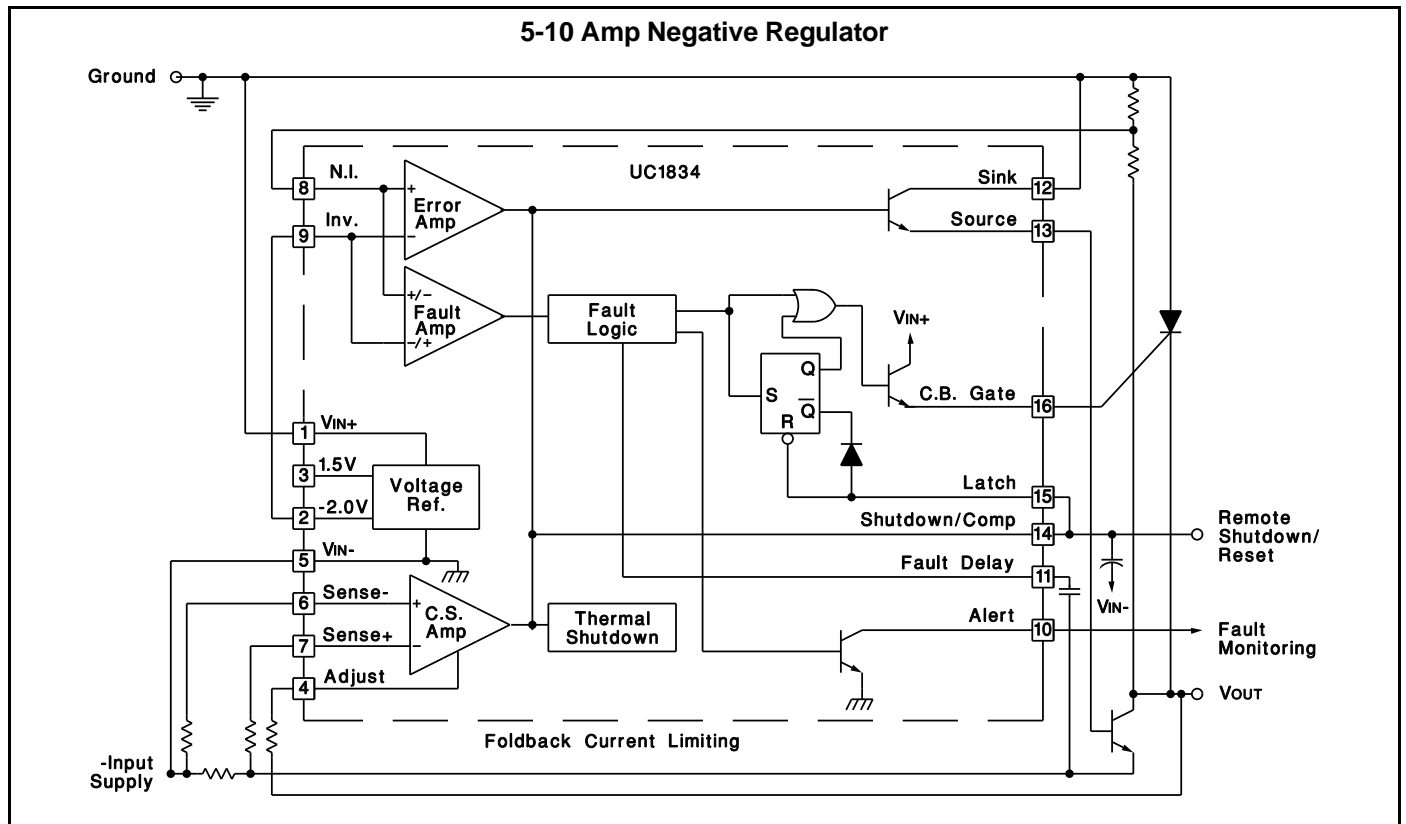 5-10 Amp Negative Regulator
Ground
UC1834
8
N.I.
+
Error
Amp
−
Sink
12
9
Inv.
Source
13
+/−
Fault
Amp
−/+
Fault
Logic
VIN+
S
Q
Q
R
C.B. Gate
16
1
VIN+
3
1.5V
Voltage
Ref.
2
-2.0V
Latch
15
Shutdown/Comp
14
Remote
Shutdown/
Reset
5
VIN-
Fault Delay
11
VIN-
6
Sense-
+
C.S.
Amp
−
Thermal
Shutdown
7
Sense+
Alert
10
Fault
Monitoring
4
Adjust
VOUT
Foldback Current Limiting
-Input
Supply